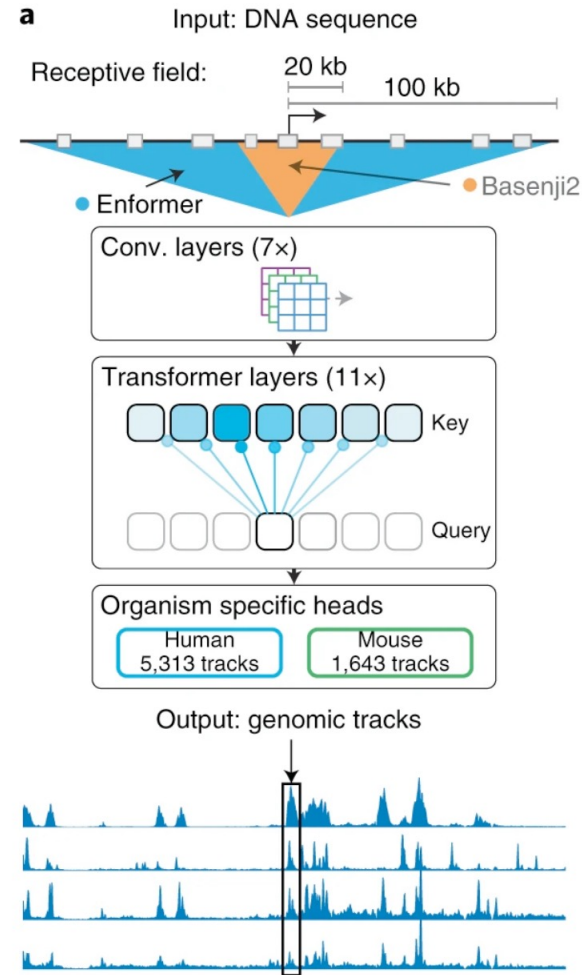 a
Input: DNA sequence
Receptive field:
20 kb
100 kb
Enformer
Basenji2
Conv. layers (7×)
Transformer layers (11×)
Key
Query
Organism specific heads
Human
5,313 tracks
Mouse
1,643 tracks
Output: genomic tracks